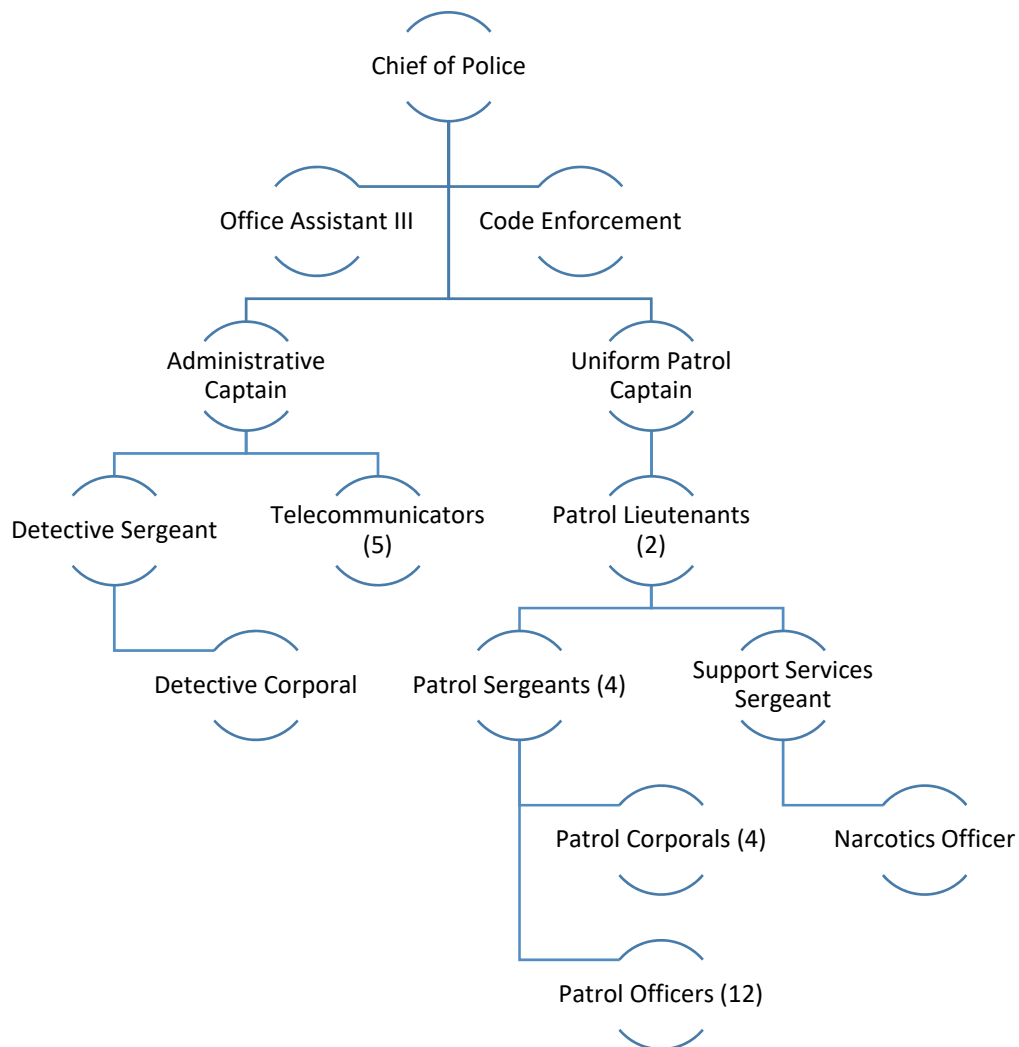 Chief of Police
Office Assistant III
Code Enforcement
Administrative
Captain
Uniform Patrol
Captain
Detective Sergeant
Telecommunicators
(5)
Patrol Lieutenants
(2)
Detective Corporal
Patrol Sergeants (4)
Support Services
Sergeant
Patrol Corporals (4)
Narcotics Officer
Patrol Officers (12)